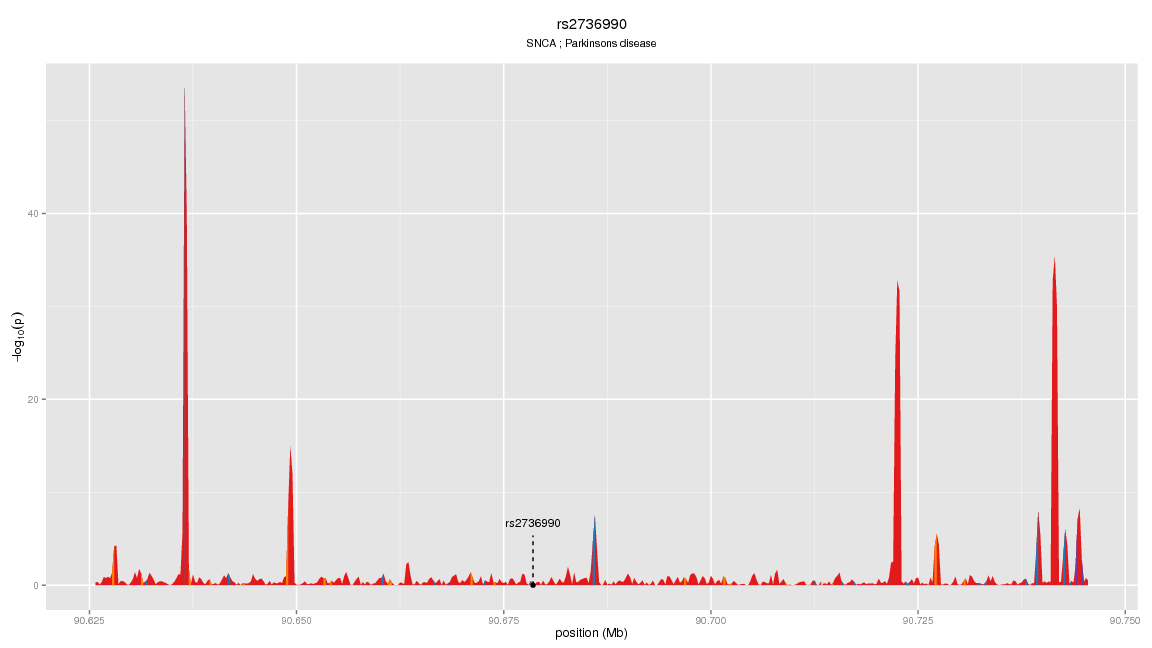 rs2736990
SNCA ; Parkinsons disease
−log10(p)
40
20
0
rs2736990
90.625
90.650
90.675
90.700
90.725
90.750
position (Mb)